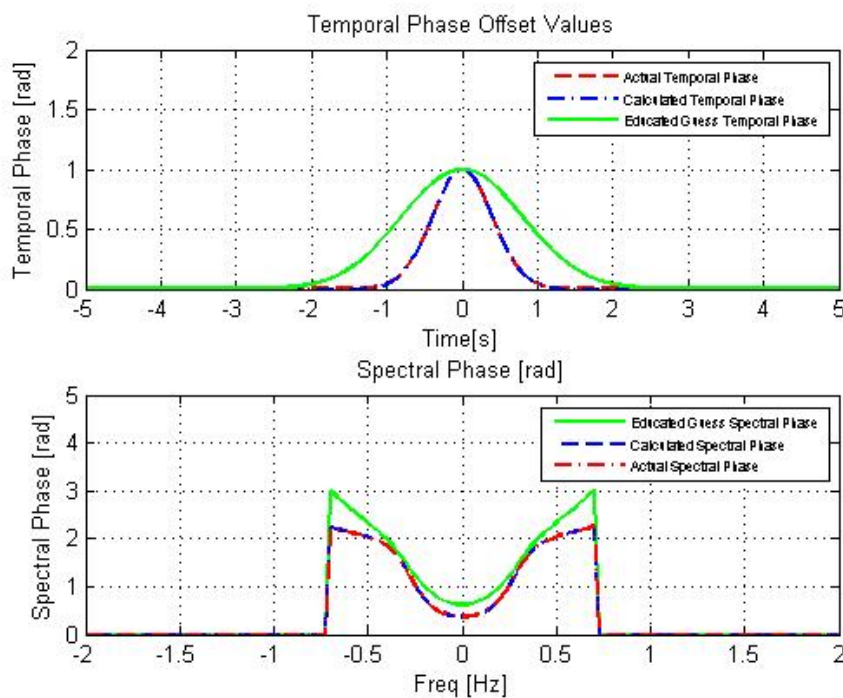 Temporal Phase Offset Values
Temporal Phase [rad]
2
1.5
1
0.5
0
Actual Temporal Phase
Calculated Temporal Phase
Educated Guess Temporal Phase
-5 -4 -3 -2 -1 0 1 2 3 4 5
Time[s]
Spectral Phase [rad]
Spectral Phase [rad]
5
4
3
2
1
0
Educated Guess Spectral Phase
Calculated Spectral Phase
Actual Spectral Phase
-2 -1.5 -1 -0.5 0 0.5 1 1.5 2
Freq [Hz]